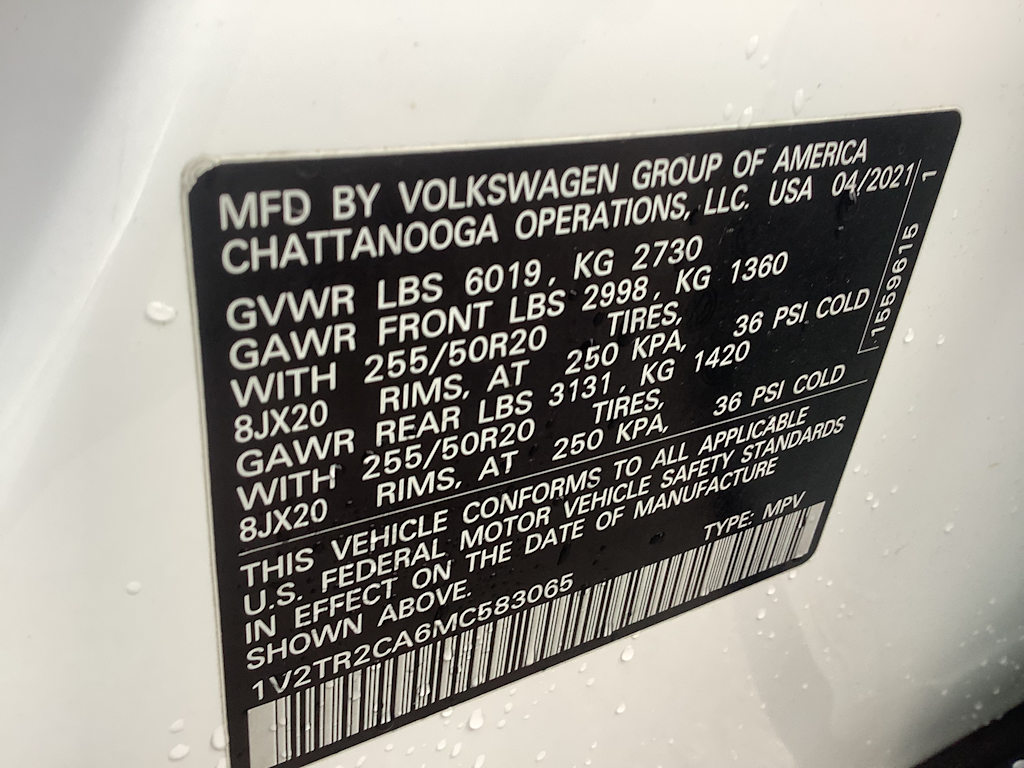 MFD BY VOLKSWAGEN GROUP OF AMERICA
CHATTANOOGA OPERATIONS, LLC. USA 04/2021
GVWR LBS 6019, KG 2730
GAWR FRONT LBS 2998, KG 1360
WITH 255/50R20 TIRES,
8JX20 RIMS, AT 250 KPA, 36 PSI COLD
GAWR REAR LBS 3131, KG 1420
WITH 255/50R20 TIRES,
8JX20 RIMS, AT 250 KPA, 36 PSI COLD
THIS VEHICLE CONFORMS TO ALL APPLICABLE
U.S. FEDERAL MOTOR VEHICLE SAFETY STANDARDS
IN EFFECT ON THE DATE OF MANUFACTURE
SHOWN ABOVE. TYPE: MPV
1V2TR2CA6MC583065
1559615 1